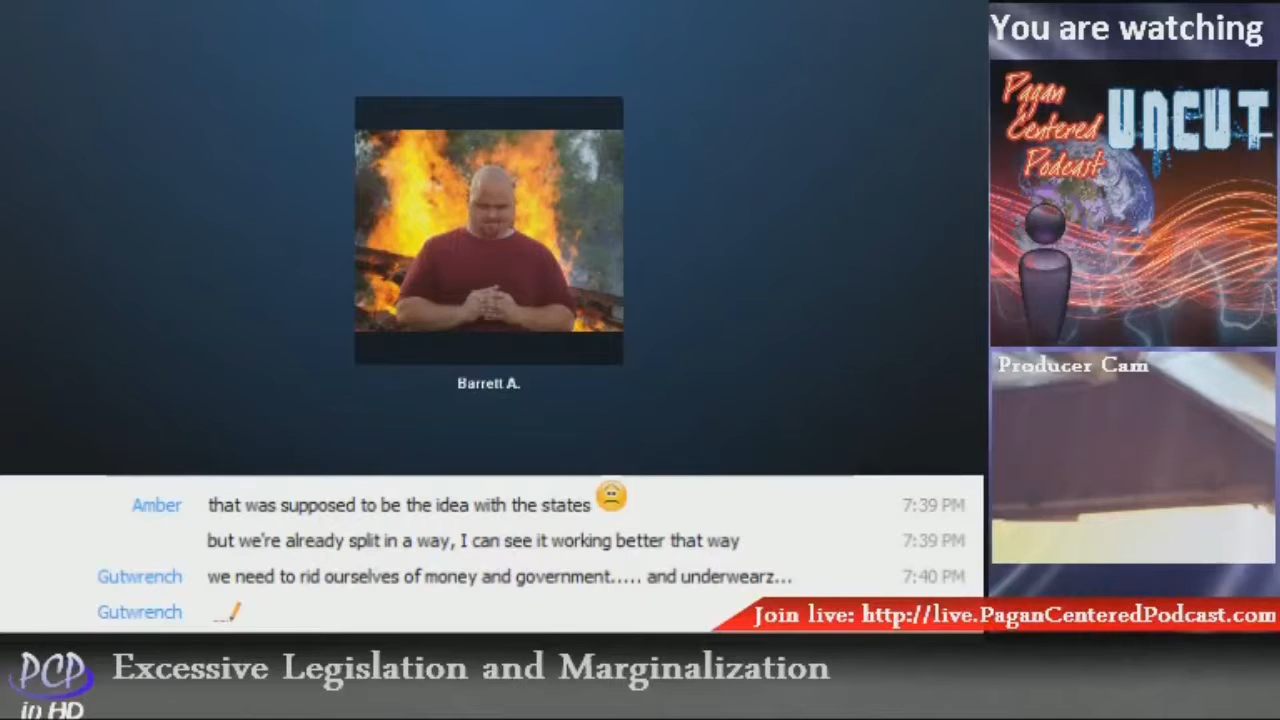 You are watching
Pagan
Centered
Podcast
UNCUT
Producer Cam
Barrett A.
Amber that was supposed to be the idea with the states 7:39 PM
but we're already split in a way, I can see it working better that way 7:39 PM
Gutwrench we need to rid ourselves of money and government..... and underwearz... 7:40 PM
Gutwrench
Join live: http://live.PaganCenteredPodcast.com
PCP
in HD
Excessive Legislation and Marginalization